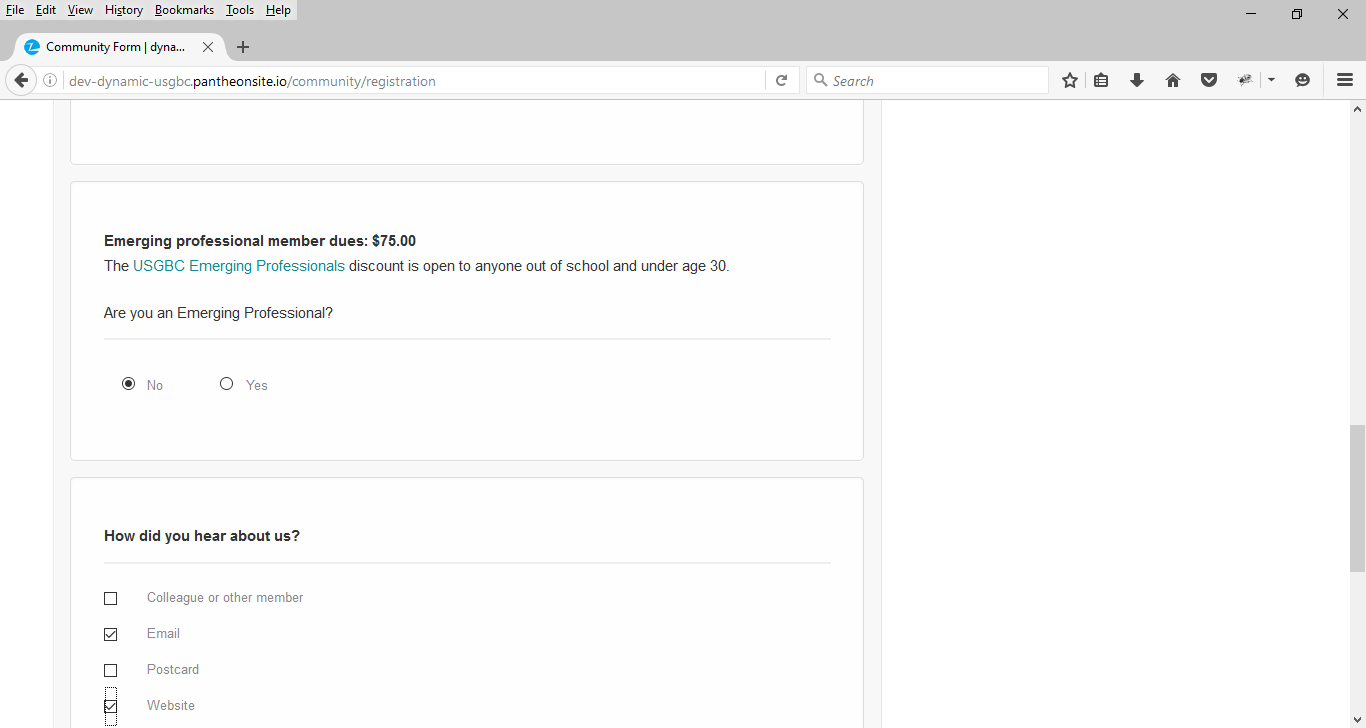 File Edit View History Bookmarks Tools Help
Community Form | dyna...
dev-dynamic-usgbc.pantheonsite.io/community/registration
Search
Emerging professional member dues: $75.00
The USGBC Emerging Professionals discount is open to anyone out of school and under age 30.
Are you an Emerging Professional?
No Yes
How did you hear about us?
Colleague or other member
Email
Postcard
Website